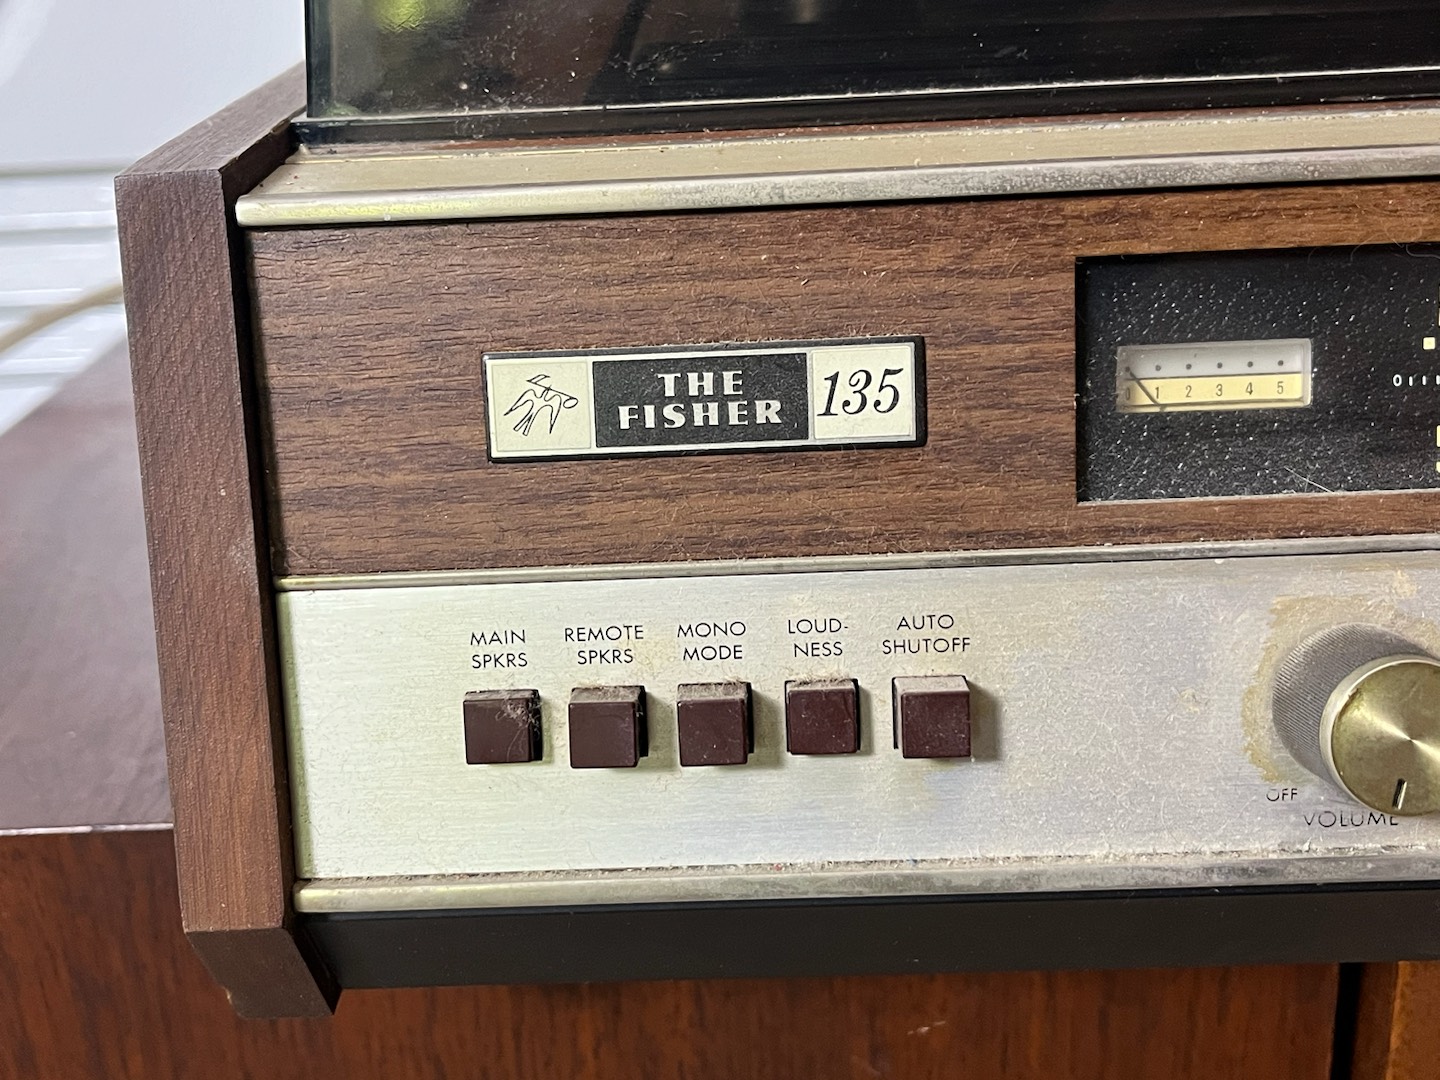 THE
FISHER
135
0 1 2 3 4 5
0
MAIN
SPKRS
REMOTE
SPKRS
MONO
MODE
LOUD-
NESS
AUTO
SHUTOFF
OFF
VOLUME